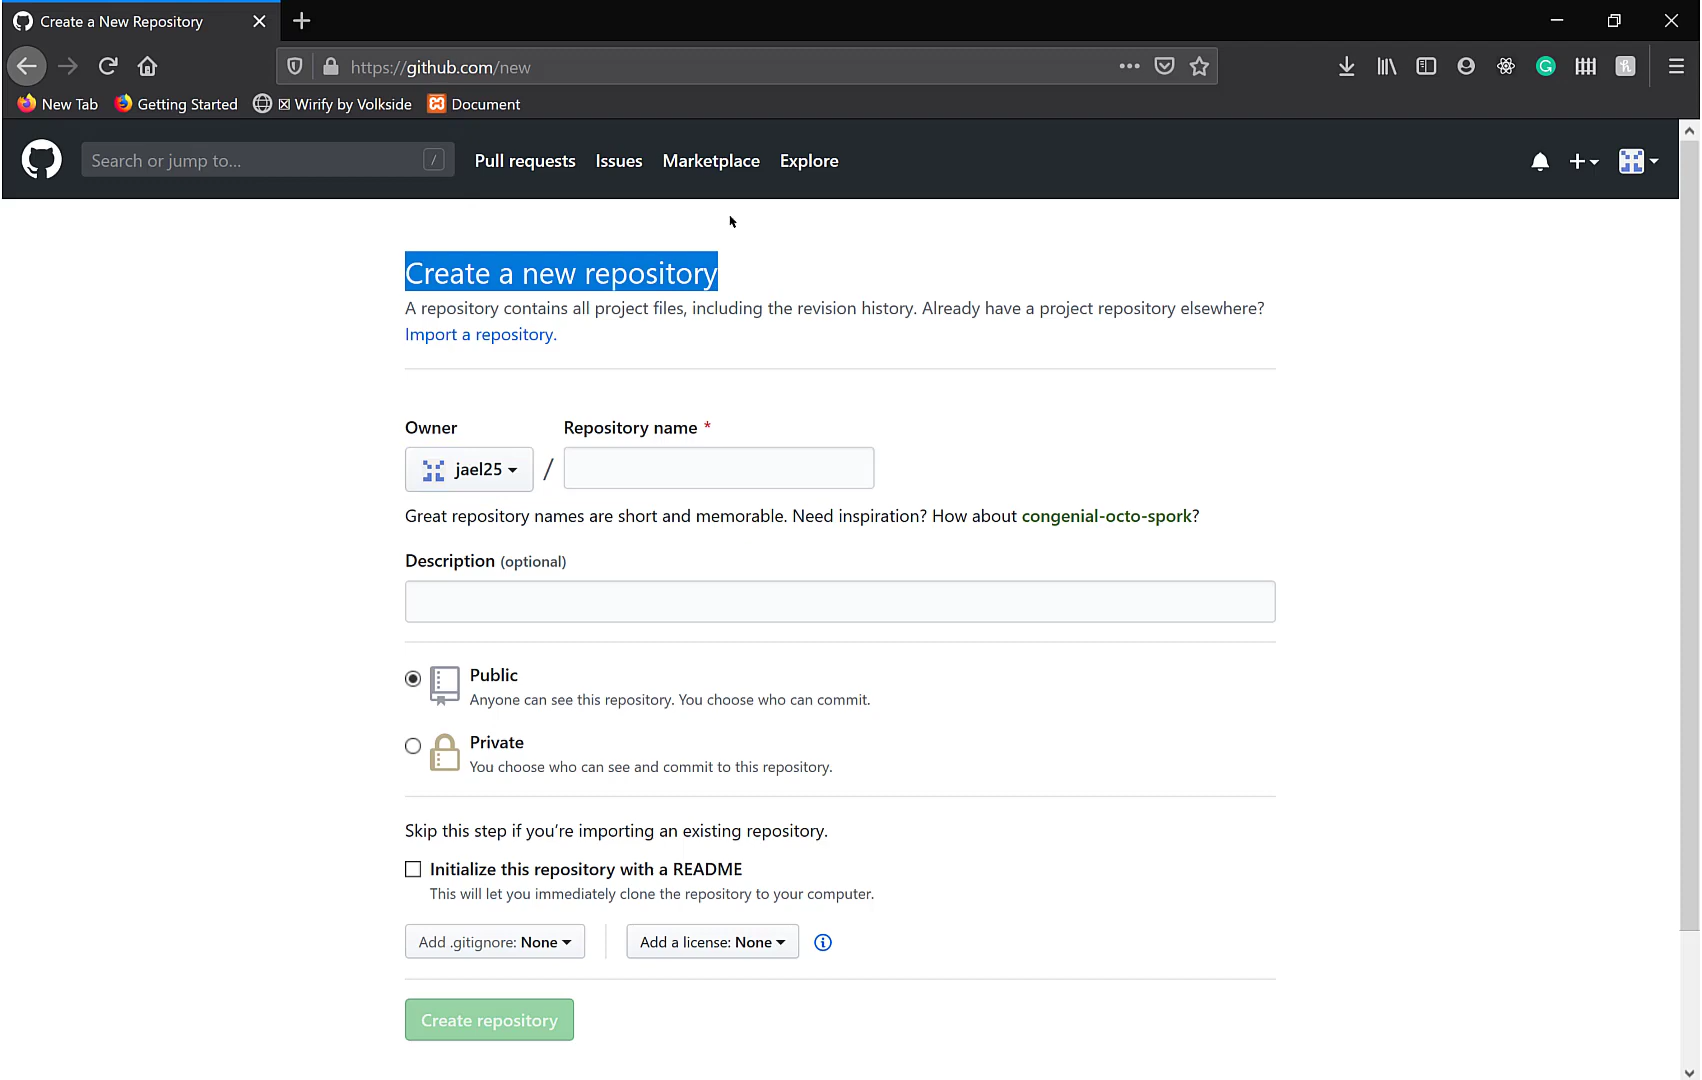 Create a New Repository
https://github.com/new
New Tab Getting Started Wirify by Volkside Document
Search or jump to... / Pull requests Issues Marketplace Explore
Create a new repository
A repository contains all project files, including the revision history. Already have a project repository elsewhere?
Import a repository.
Owner Repository name *
jael25 /
Great repository names are short and memorable. Need inspiration? How about congenial-octo-spork?
Description (optional)
Public
Anyone can see this repository. You choose who can commit.
Private
You choose who can see and commit to this repository.
Skip this step if you’re importing an existing repository.
Initialize this repository with a README
This will let you immediately clone the repository to your computer.
Add .gitignore: None Add a license: None
Create repository